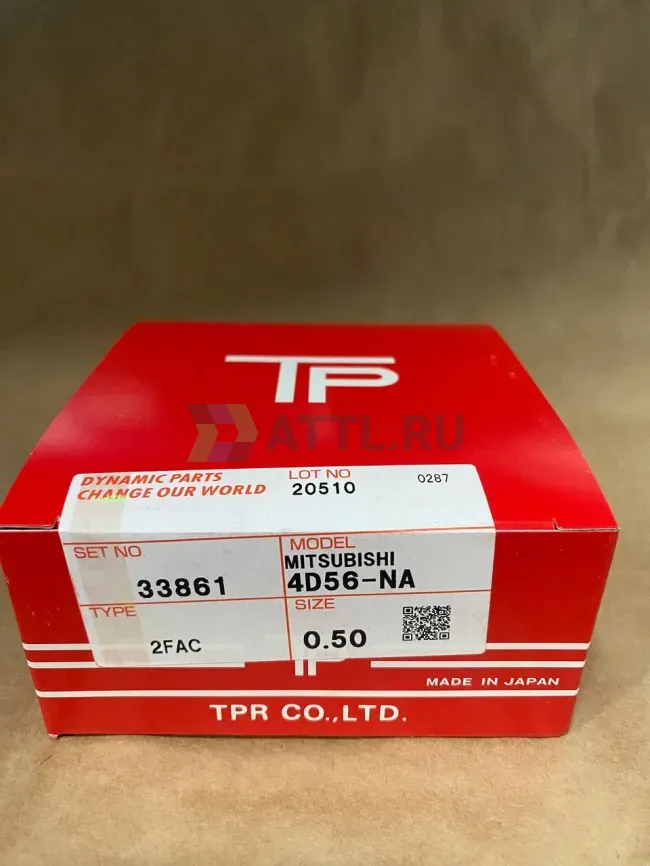 TP
ATTL.RU
DYNAMIC PARTS
CHANGE OUR WORLD
LOT NO
20510
0287
SET NO.
33861
MODEL
MITSUBISHI
4D56-NA
TYPE
2FAC
SIZE
0.50
TP
MADE IN JAPAN
TPR CO.,LTD.